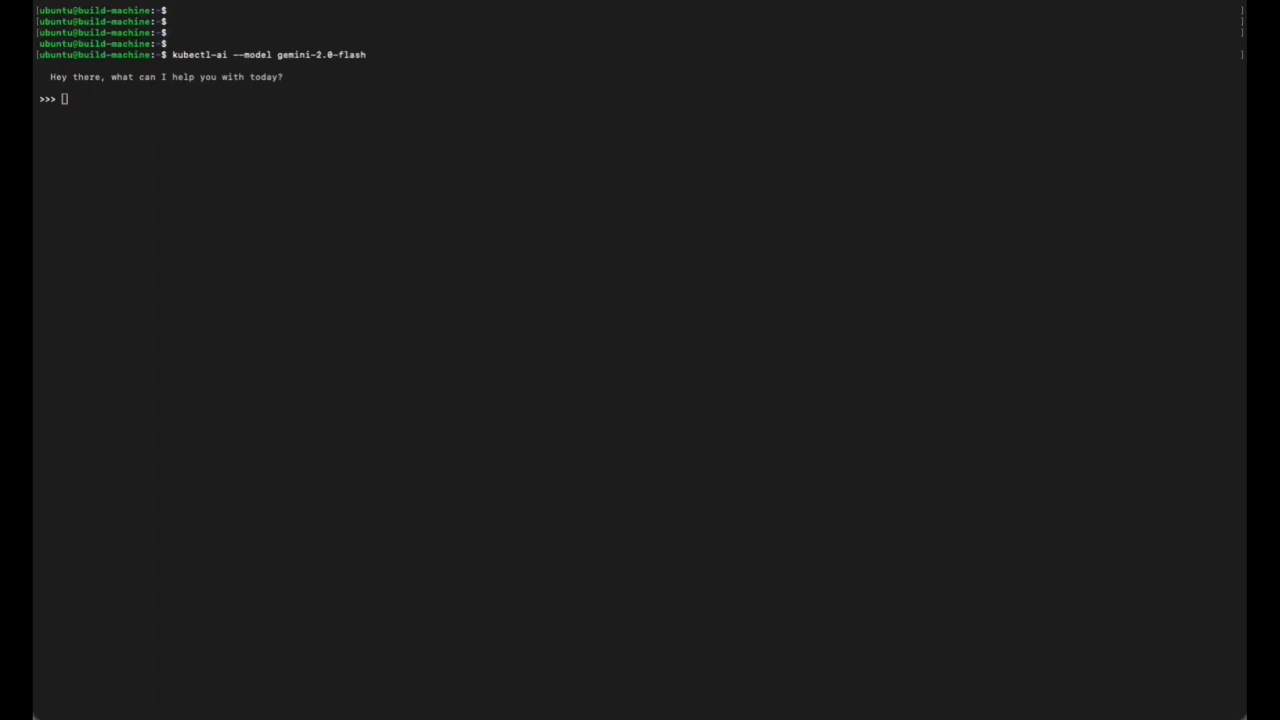 [ubuntu@build-machine:~$ ]
[ubuntu@build-machine:~$ ]
[ubuntu@build-machine:~$ ]
ubuntu@build-machine:~$
[ubuntu@build-machine:~$ kubectl-ai --model gemini-2.0-flash ]
Hey there, what can I help you with today?
>>>